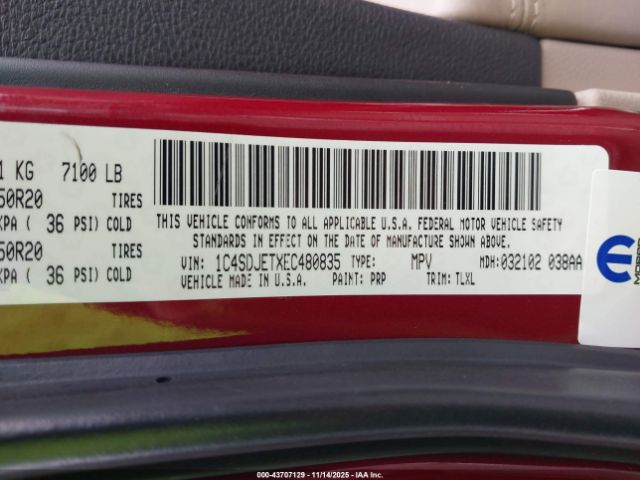 1 KG 7100 LB
50R20 TIRES
KPA ( 36 PSI) COLD
50R20 TIRES
KPA ( 36 PSI) COLD
THIS VEHICLE CONFORMS TO ALL APPLICABLE U.S.A. FEDERAL MOTOR VEHICLE SAFETY
STANDARDS IN EFFECT ON THE DATE OF MANUFACTURE SHOWN ABOVE.
VIN: 1C4SDJETXEC480835 TYPE: MPV MDH:032102 038AA
VEHICLE MADE IN U.S.A. PAINT: PRP TRIM: TLXL
© 43707129 — 11/14/2025 — IAA Inc.